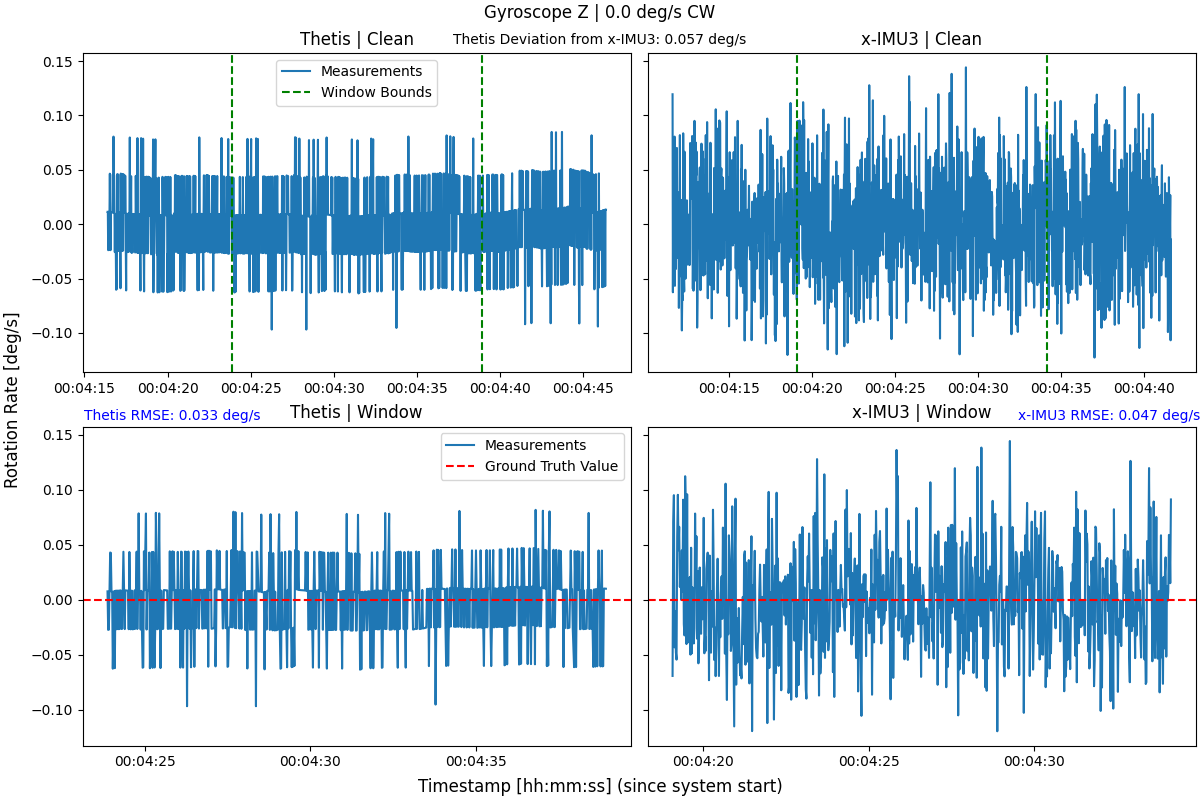 Gyroscope Z | 0.0 deg/s CW
Thetis | Clean
Thetis Deviation from x-IMU3: 0.057 deg/s
x-IMU3 | Clean
Measurements
Window Bounds
0.15
0.10
0.05
0.00
−0.05
−0.10
00:04:15 00:04:20 00:04:25 00:04:30 00:04:35 00:04:40 00:04:45
00:04:15 00:04:20 00:04:25 00:04:30 00:04:35 00:04:40
Rotation Rate [deg/s]
Thetis RMSE: 0.033 deg/s
Thetis | Window
x-IMU3 | Window
x-IMU3 RMSE: 0.047 deg/s
Measurements
Ground Truth Value
0.15
0.10
0.05
0.00
−0.05
−0.10
00:04:25 00:04:30 00:04:35
00:04:20 00:04:25 00:04:30
Timestamp [hh:mm:ss] (since system start)